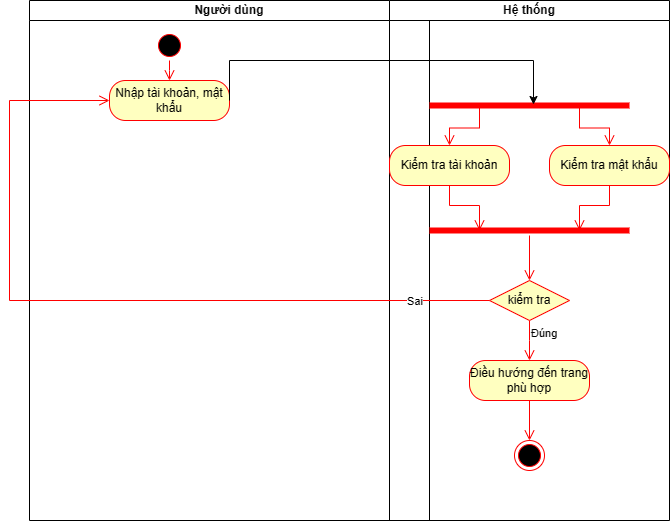 Người dùng
Hệ thống
Nhập tài khoản, mật
khẩu
Kiểm tra tài khoản
Kiểm tra mật khẩu
kiểm tra
Sai
Đúng
Điều hướng đến trang
phù hợp